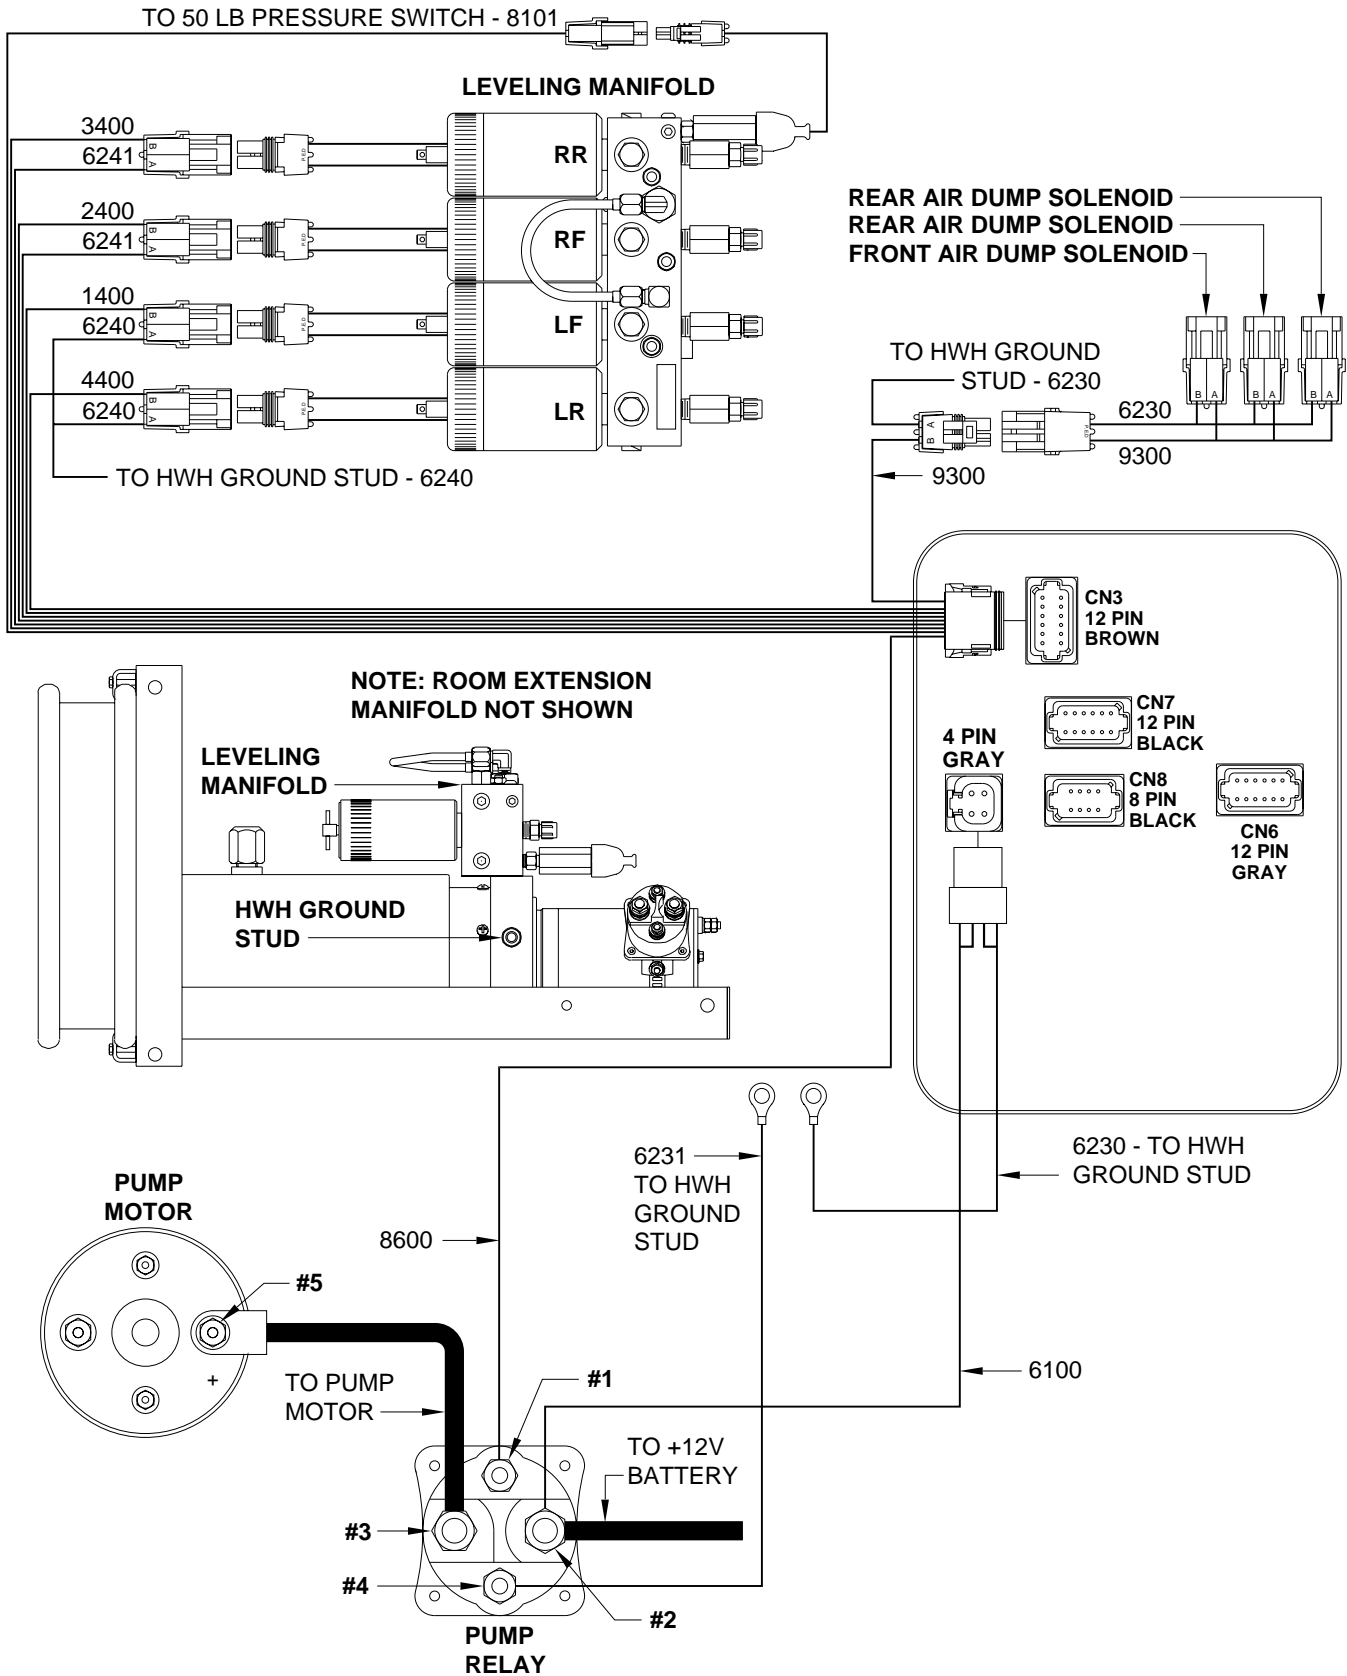 TO 50 LB PRESSURE SWITCH - 8101
LEVELING MANIFOLD
3400
6241
B
A
P.E.D
RR
2400
6241
B
A
P.E.D
RF
1400
6240
B
A
P.E.D
LF
4400
6240
B
A
P.E.D
LR
TO HWH GROUND STUD - 6240
REAR AIR DUMP SOLENOID
REAR AIR DUMP SOLENOID
FRONT AIR DUMP SOLENOID
B A
B A
B A
TO HWH GROUND
STUD - 6230
A
B
P.E.D
6230
9300
9300
CN3
12 PIN
BROWN
CN7
12 PIN
BLACK
4 PIN
GRAY
CN8
8 PIN
BLACK
CN6
12 PIN
GRAY
NOTE: ROOM EXTENSION
MANIFOLD NOT SHOWN
LEVELING
MANIFOLD
HWH GROUND
STUD
6231
TO HWH
GROUND
STUD
6230 - TO HWH
GROUND STUD
8600
6100
PUMP
MOTOR
#5
+
TO PUMP
MOTOR
#1
TO +12V
BATTERY
#3
#4
#2
PUMP
RELAY